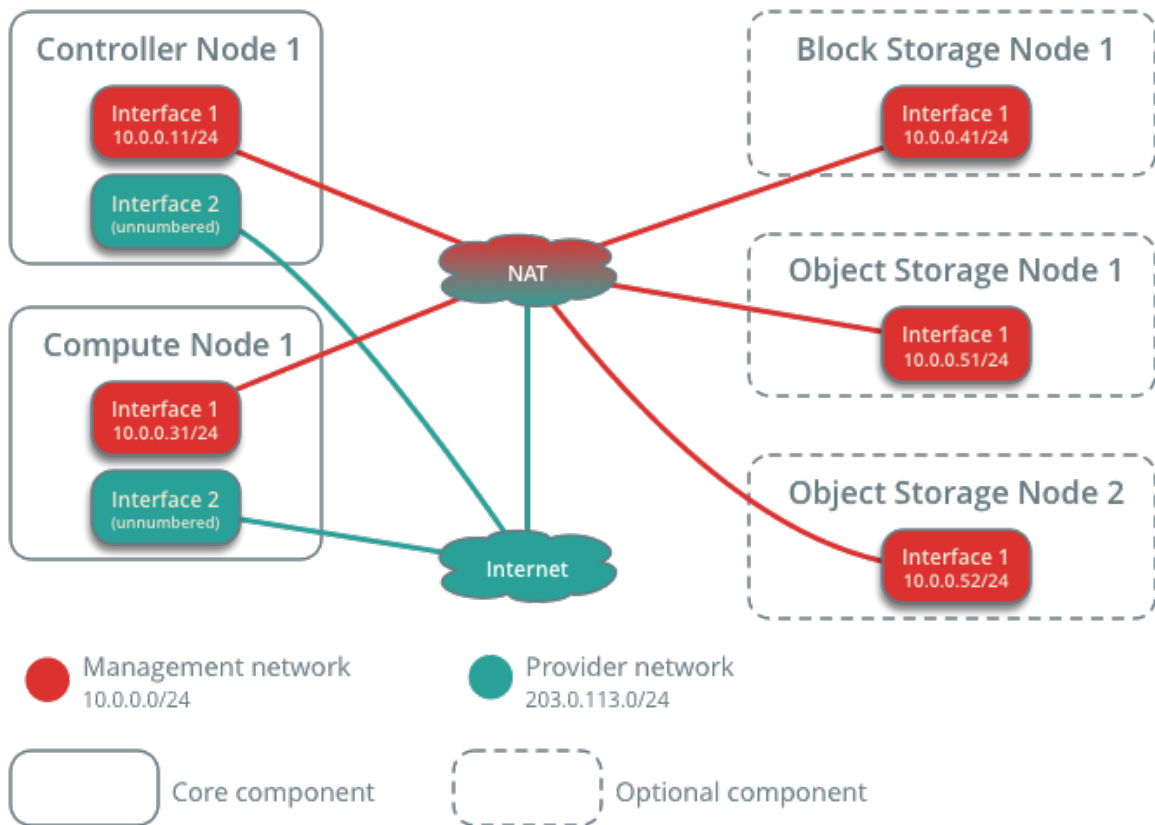 Controller Node 1
Interface 1
10.0.0.11/24
Interface 2
(unnumbered)
Compute Node 1
Interface 1
10.0.0.31/24
Interface 2
(unnumbered)
NAT
Internet
Block Storage Node 1
Interface 1
10.0.0.41/24
Object Storage Node 1
Interface 1
10.0.0.51/24
Object Storage Node 2
Interface 1
10.0.0.52/24
Management network
10.0.0.0/24
Provider network
203.0.113.0/24
Core component
Optional component